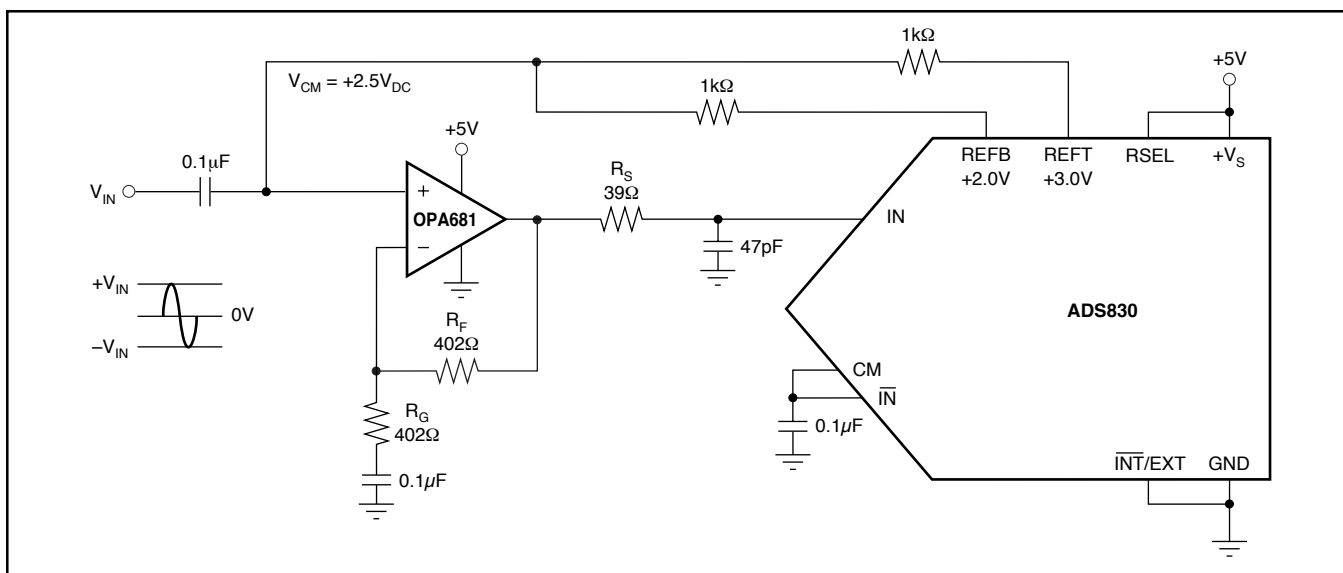 1kΩ
+5V
V_CM = +2.5V_DC
1kΩ
+5V
0.1μF
REFB
+2.0V
REFT
+3.0V
RSEL
+V_S
R_S
39Ω
V_IN
+
OPA681
–
IN
47pF
+V_IN
0V
–V_IN
ADS830
R_F
402Ω
CM
I̅N̅
R_G
402Ω
0.1μF
0.1μF
I̅N̅T̅/EXT
GND